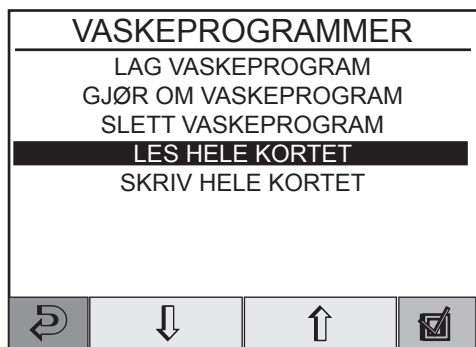 VASKEPROGRAMMER
LAG VASKEPROGRAM
GJØR OM VASKEPROGRAM
SLETT VASKEPROGRAM
LES HELE KORTET
SKRIV HELE KORTET